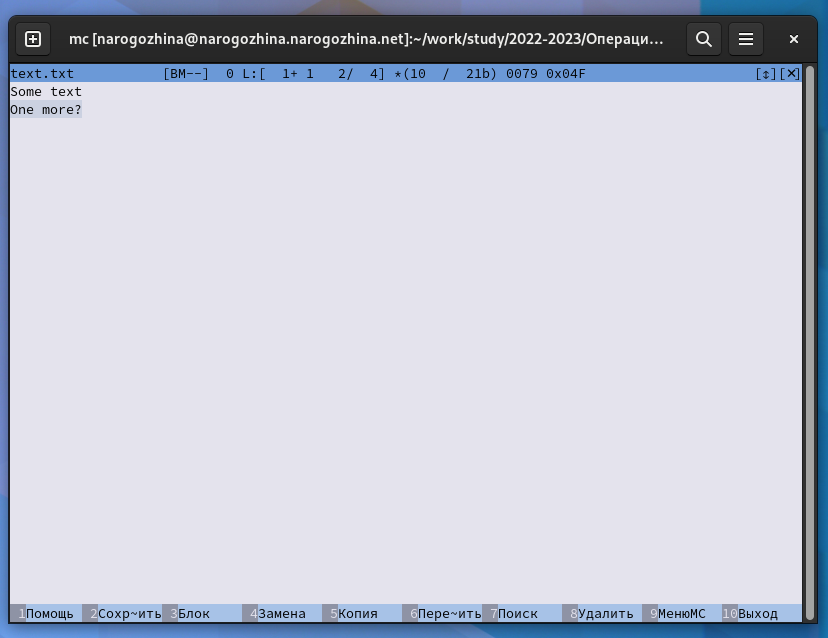 mc [narogozhina@narogozhina.narogozhina.net]:~/work/study/2022-2023/Операци...
text.txt [BM--] 0 L:[ 1+ 1 2/ 4] *(10 / 21b) 0079 0x04F [↕][×]
Some text
One more?
1Помощь 2Сохр~ить 3Блок 4Замена 5Копия 6Пере~ить 7Поиск 8Удалить 9МенюMC 10Выход